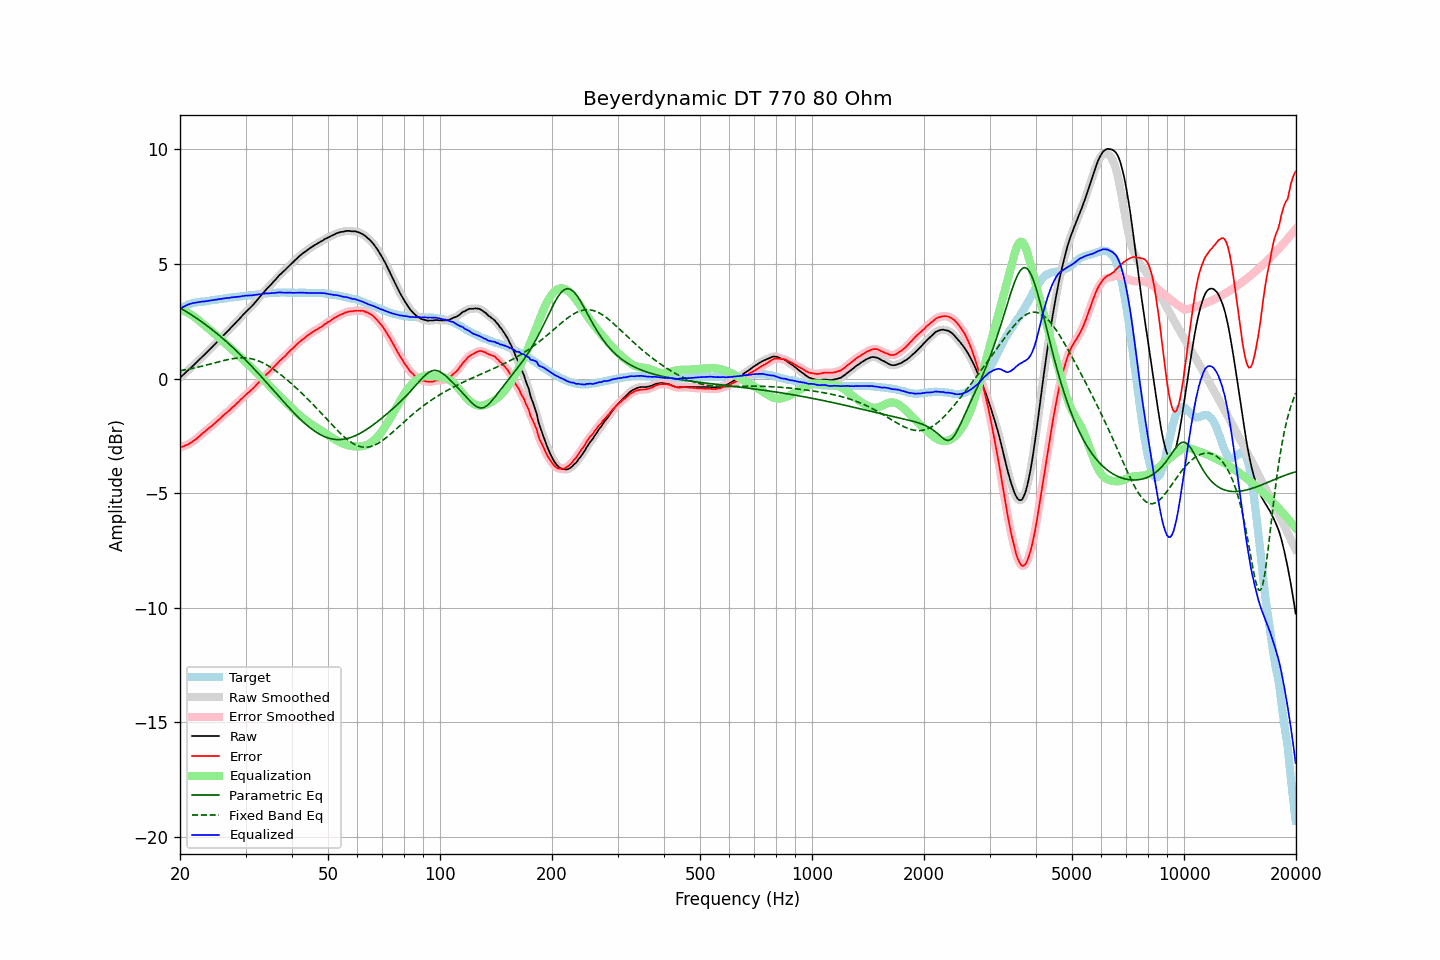 Beyerdynamic DT 770 80 Ohm
10
5
0
−5
−10
−15
−20
Amplitude (dBr)
Target
Raw Smoothed
Error Smoothed
Raw
Error
Equalization
Parametric Eq
Fixed Band Eq
Equalized
20 50 100 200 500 1000 2000 5000 10000 20000
Frequency (Hz)